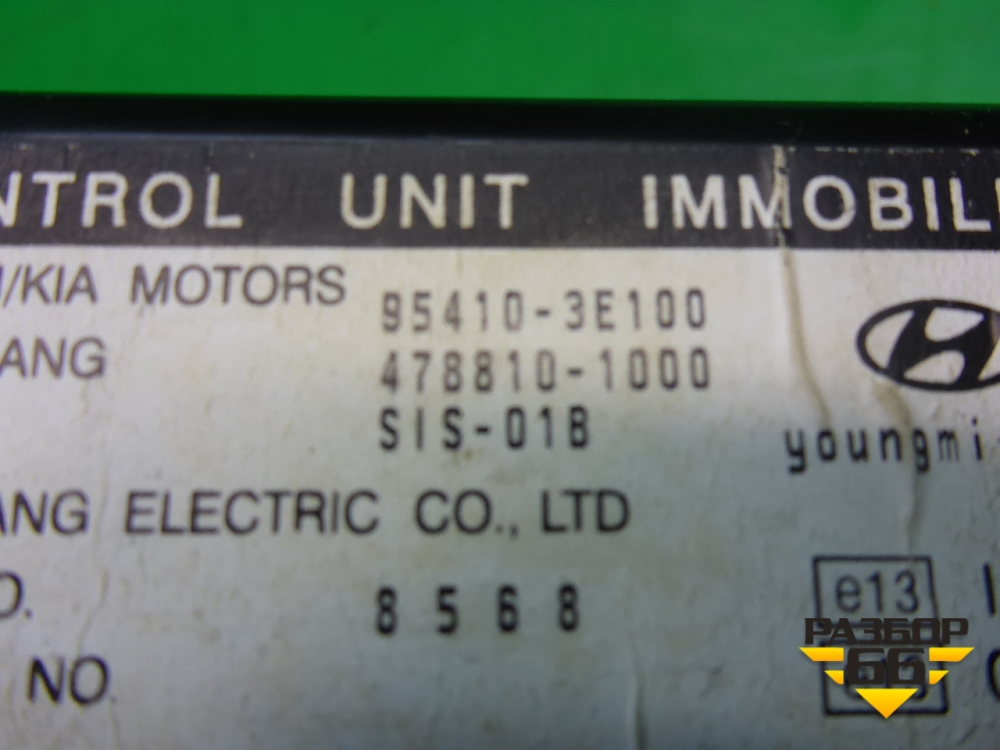 NTROL UNIT IMMOBILI
/KIA MOTORS 95410-3E100
ANG 478810-1000
SIS-01B
youngmi
ANG ELECTRIC CO., LTD
e13
O. 8568
NO.
РАЗБОР
66